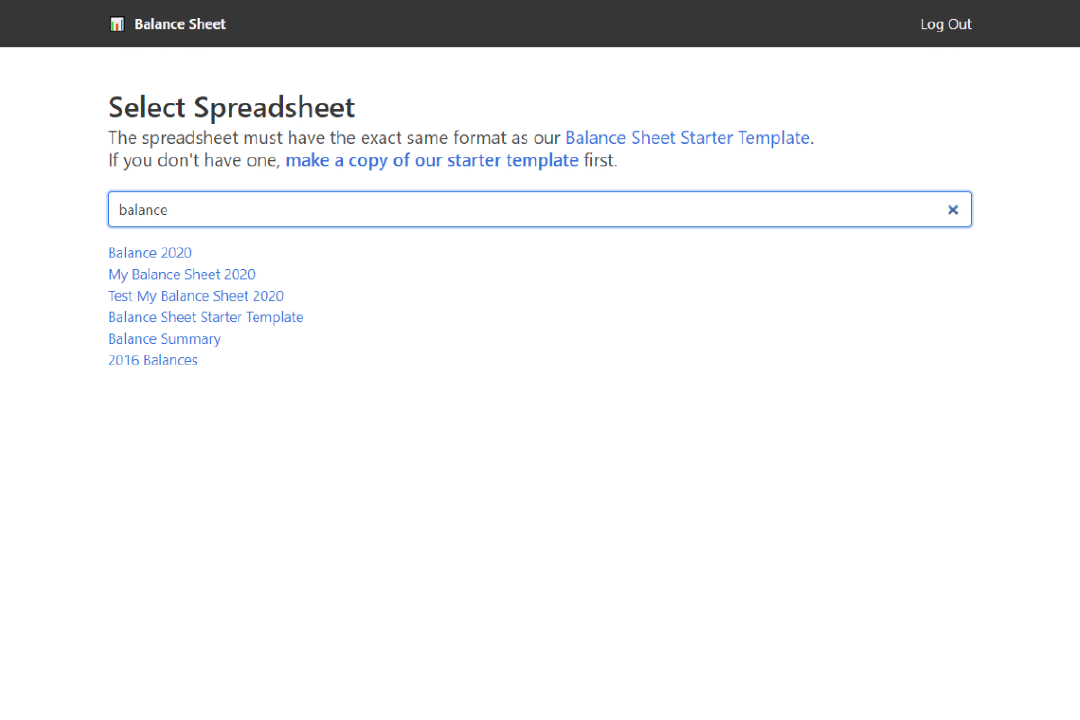 Balance Sheet
Log Out
Select Spreadsheet
The spreadsheet must have the exact same format as our Balance Sheet Starter Template.
If you don't have one, make a copy of our starter template first.
balance
Balance 2020
My Balance Sheet 2020
Test My Balance Sheet 2020
Balance Sheet Starter Template
Balance Summary
2016 Balances